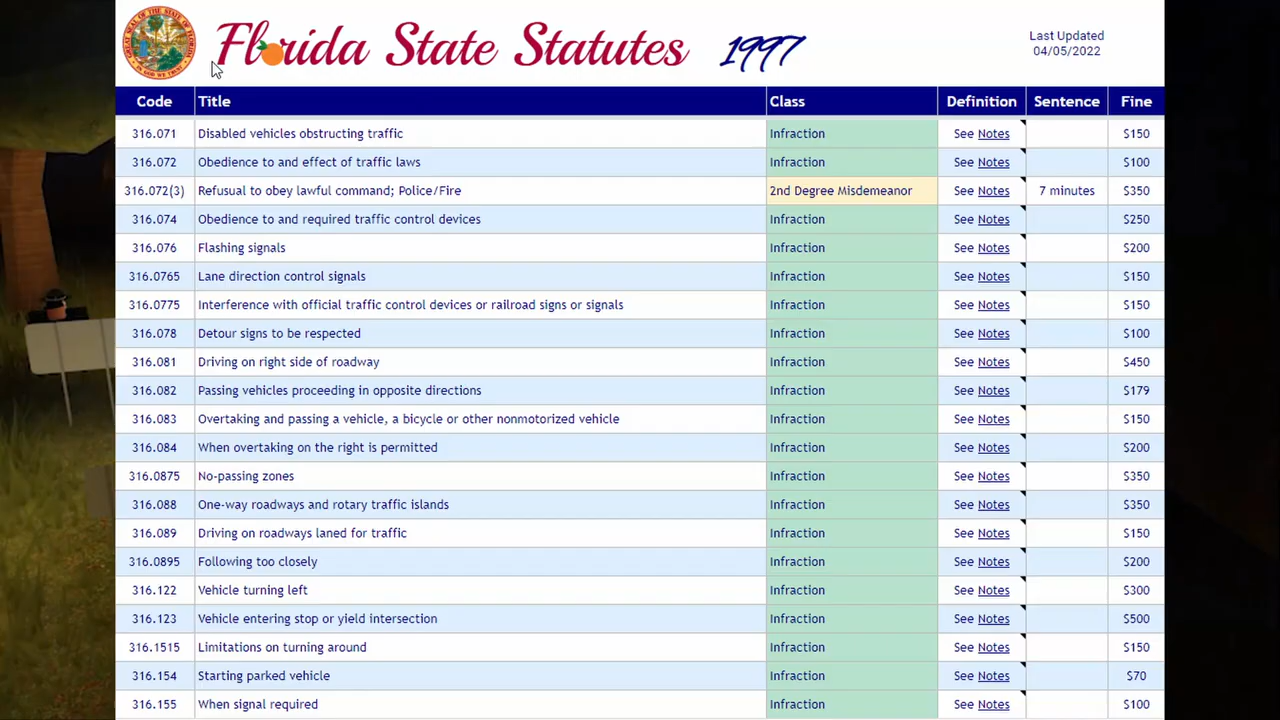 Florida State Statutes 1997
Last Updated
04/05/2022
Code Title Class Definition Sentence Fine
316.071 Disabled vehicles obstructing traffic Infraction See Notes $150
316.072 Obedience to and effect of traffic laws Infraction See Notes $100
316.072(3) Refusual to obey lawful command; Police/Fire 2nd Degree Misdemeanor See Notes 7 minutes $350
316.074 Obedience to and required traffic control devices Infraction See Notes $250
316.076 Flashing signals Infraction See Notes $200
316.0765 Lane direction control signals Infraction See Notes $150
316.0775 Interference with official traffic control devices or railroad signs or signals Infraction See Notes $150
316.078 Detour signs to be respected Infraction See Notes $100
316.081 Driving on right side of roadway Infraction See Notes $450
316.082 Passing vehicles proceeding in opposite directions Infraction See Notes $179
316.083 Overtaking and passing a vehicle, a bicycle or other nonmotorized vehicle Infraction See Notes $150
316.084 When overtaking on the right is permitted Infraction See Notes $200
316.0875 No-passing zones Infraction See Notes $350
316.088 One-way roadways and rotary traffic islands Infraction See Notes $350
316.089 Driving on roadways laned for traffic Infraction See Notes $150
316.0895 Following too closely Infraction See Notes $200
316.122 Vehicle turning left Infraction See Notes $300
316.123 Vehicle entering stop or yield intersection Infraction See Notes $500
316.1515 Limitations on turning around Infraction See Notes $150
316.154 Starting parked vehicle Infraction See Notes $70
316.155 When signal required Infraction See Notes $100